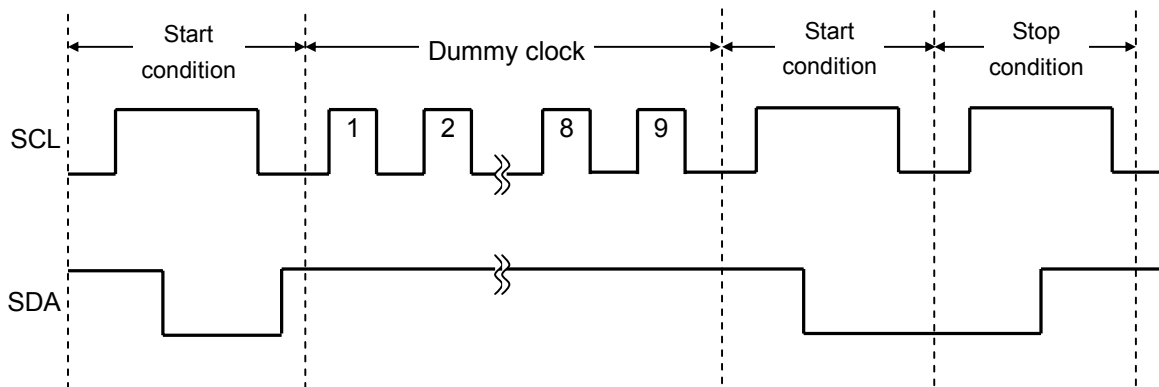 Start
condition
Dummy clock
Start
condition
Stop
condition
SCL
1
2
8
9
SDA